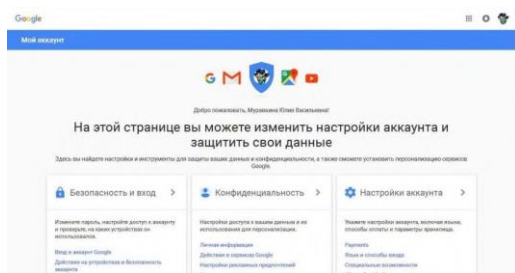 Google
Мой аккаунт
Добро пожаловать, Муравкина Юлия Васильевна!
На этой странице вы можете изменить настройки аккаунта и
защитить свои данные
Здесь вы найдете настройки и инструменты для защиты ваших данных и конфиденциальности, а также сможете установить персонализацию сервисов
Google.
Безопасность и вход
Конфиденциальность
Настройки аккаунта
Измените пароль, настройте доступ к аккаунту
и проверьте, на каких устройствах он
использовался.
Вход в аккаунт Google
Действия на устройствах и безопасность
аккаунта
Настройки доступа к вашим данным и их
использования для персонализации.
Личная информация
Действия в сервисах Google
Настройки рекламных предпочтений
Укажите настройки аккаунта, включая языки,
способы оплаты и параметры хранилища.
Payments
Язык и способы ввода
Специальные возможности